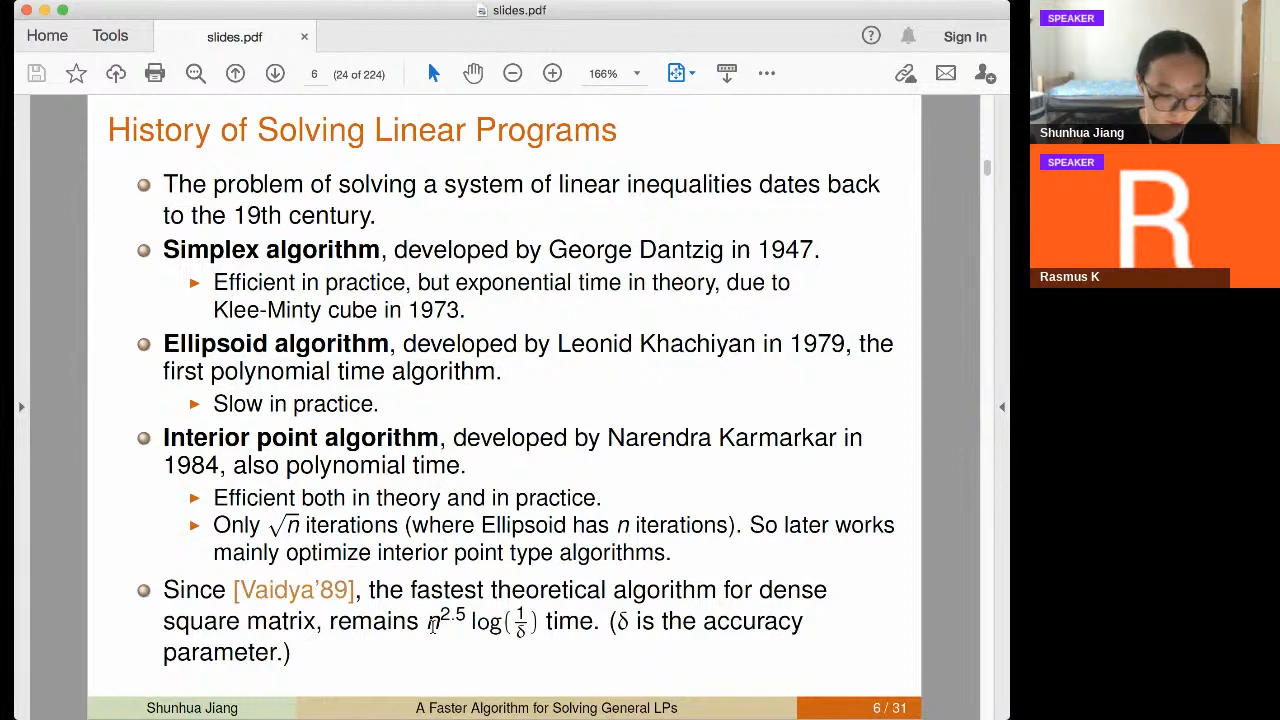 slides.pdf
Home Tools slides.pdf × Sign In
6 (24 of 224) 166%
History of Solving Linear Programs
The problem of solving a system of linear inequalities dates back
to the 19th century.
Simplex algorithm, developed by George Dantzig in 1947.
Efficient in practice, but exponential time in theory, due to
Klee-Minty cube in 1973.
Ellipsoid algorithm, developed by Leonid Khachiyan in 1979, the
first polynomial time algorithm.
Slow in practice.
Interior point algorithm, developed by Narendra Karmarkar in
1984, also polynomial time.
Efficient both in theory and in practice.
Only √n iterations (where Ellipsoid has n iterations). So later works
mainly optimize interior point type algorithms.
Since [Vaidya'89], the fastest theoretical algorithm for dense
square matrix, remains n^2.5 log(1/δ) time. (δ is the accuracy
parameter.)
Shunhua Jiang A Faster Algorithm for Solving General LPs 6 / 31
SPEAKER
Shunhua Jiang
SPEAKER
R
Rasmus K